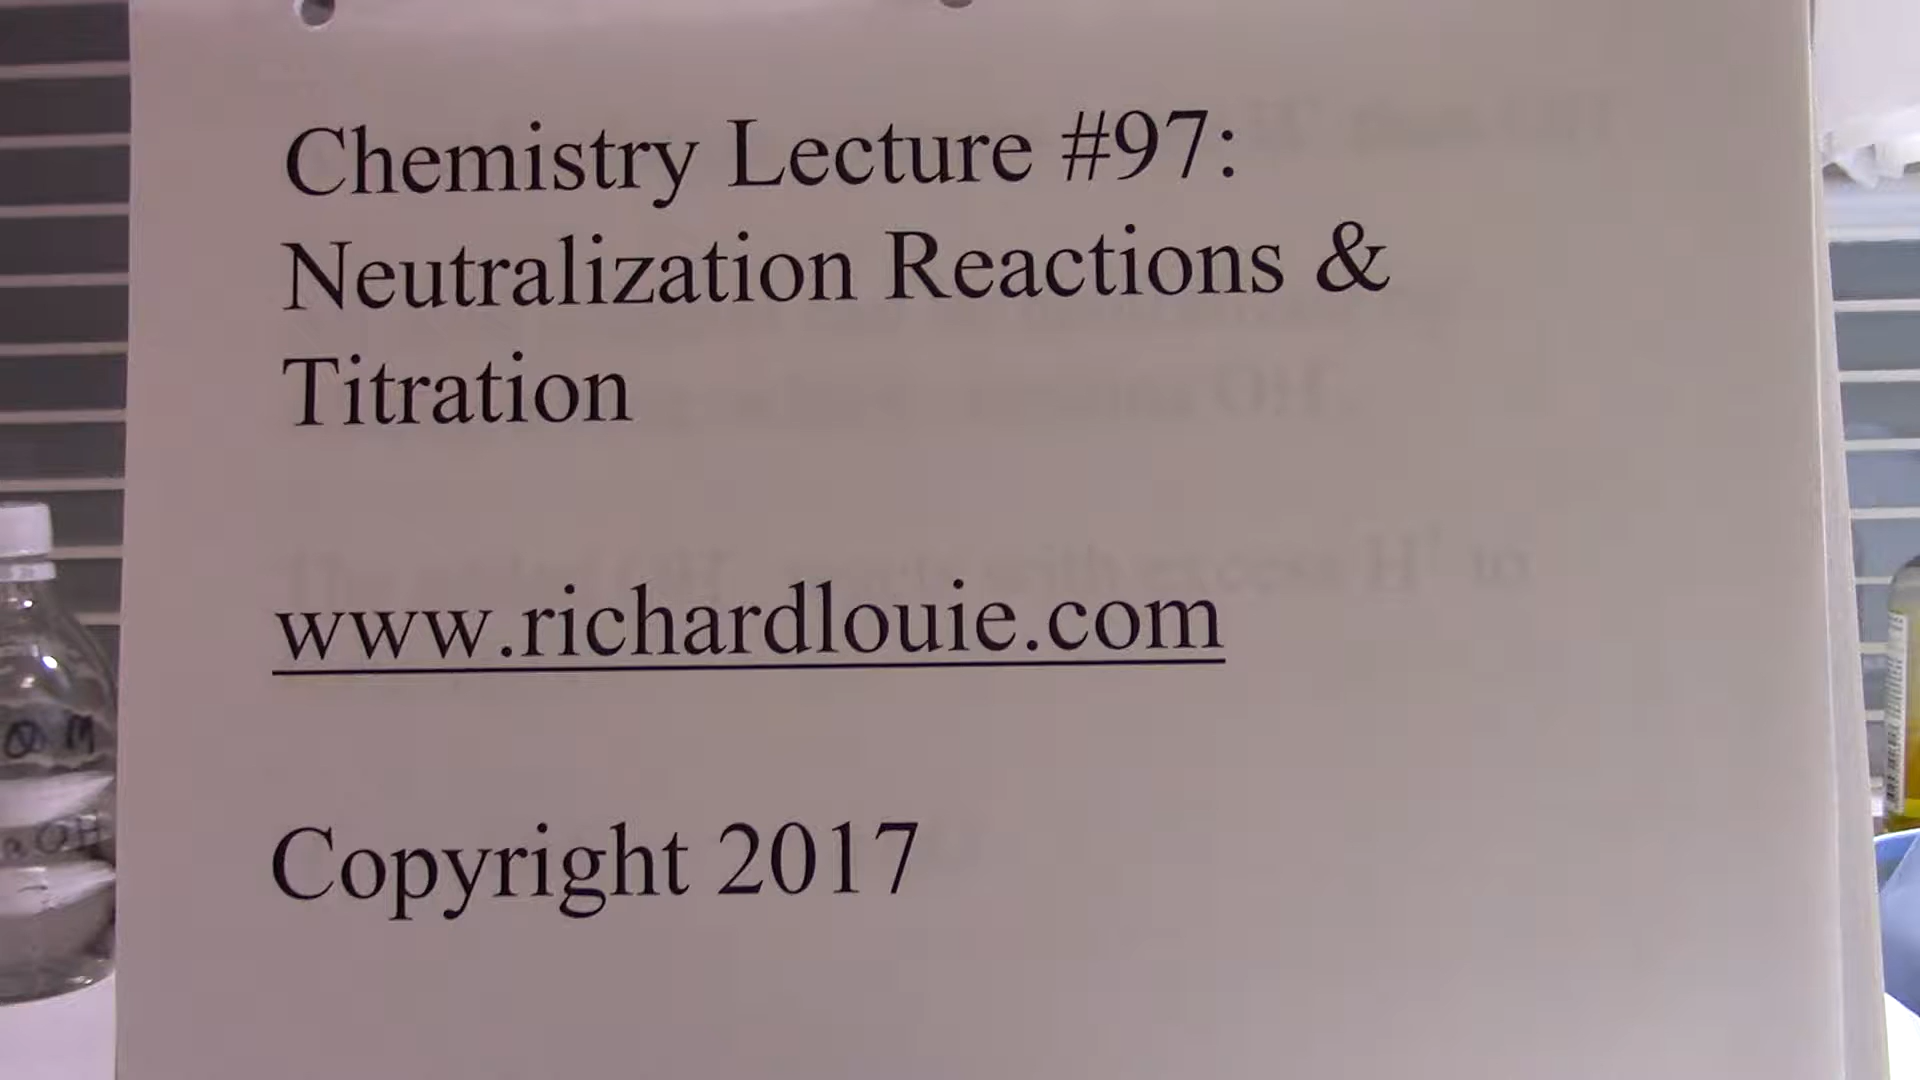 Chemistry Lecture #97:
Neutralization Reactions &
Titration
www.richardlouie.com
Copyright 2017